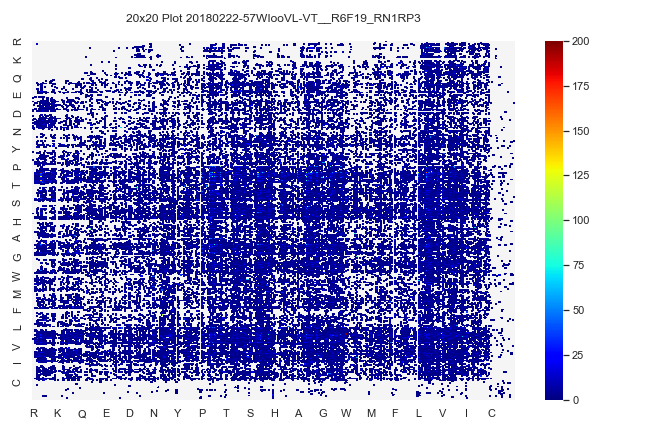 20x20 Plot 20180222-57WlooVL-VT__R6F19_RN1RP3
R
K
Q
E
D
N
Y
P
T
S
H
A
G
W
M
F
L
V
I
C
R K Q E D N Y P T S H A G W M F L V I C
200
175
150
125
100
75
50
25
0